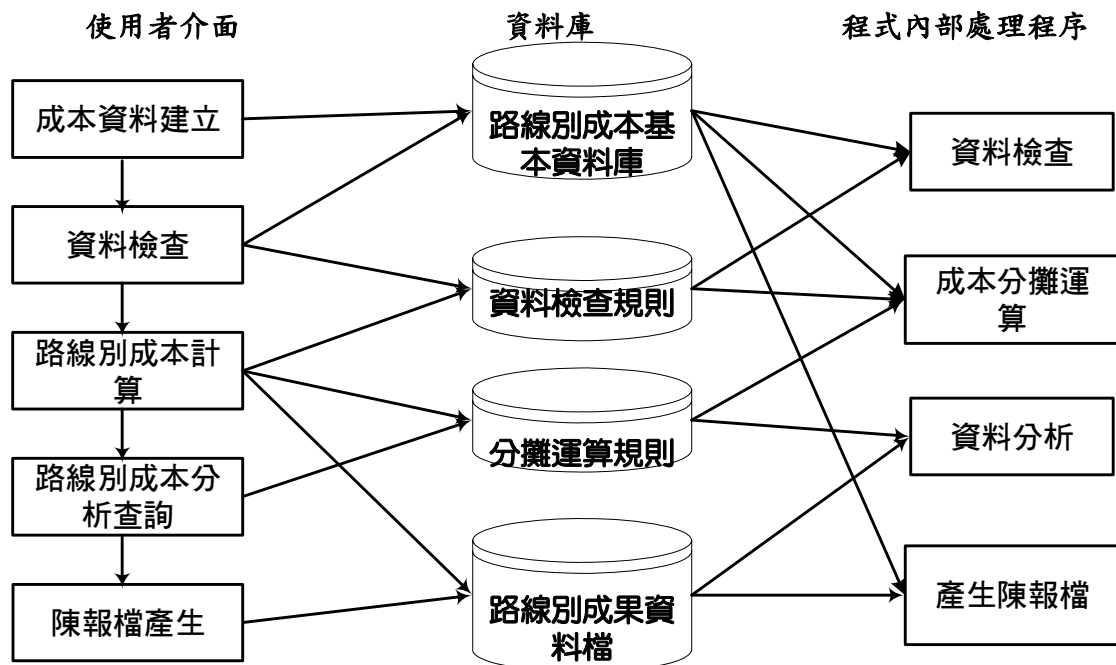 使用者介面
資料庫
程式內部處理程序
成本資料建立
資料檢查
路線別成本計
算
路線別成本分
析查詢
陳報檔產生
路線別成本基
本資料庫
資料檢查規則
分攤運算規則
路線別成果資
料檔
資料檢查
成本分攤運
算
資料分析
產生陳報檔